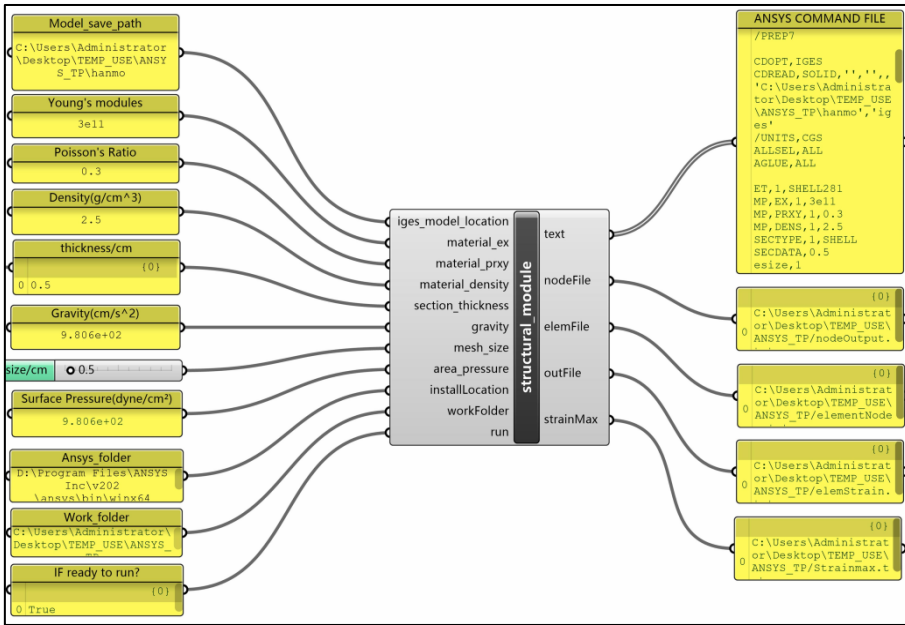 Model_save_path
C:\Users\Administrator
\Desktop\TEMP_USE\ANSY
S_TP\hanmo
Young's modules
3e11
Poisson's Ratio
0.3
Density(g/cm^3)
2.5
thickness/cm
{0}
0 0.5
Gravity(cm/s^2)
9.806e+02
size/cm
0.5
Surface Pressure(dyne/cm²)
9.806e+02
Ansys_folder
D:\Program Files\ANSYS
Inc\v202
\ansys\bin\winx64
Work_folder
C:\Users\Administrator\
Desktop\TEMP_USE\ANSYS_
IF ready to run?
{0}
0 True
iges_model_location
material_ex
material_prxy
material_density
section_thickness
gravity
mesh_size
area_pressure
installLocation
workFolder
run
structural_module
text
nodeFile
elemFile
outFile
strainMax
ANSYS COMMAND FILE
/PREP7
CDOPT,IGES
CDREAD,SOLID,'','',,
'C:\Users\Administra
tor\Desktop\TEMP_USE
\ANSYS_TP\hanmo','ig
es'
/UNITS,CGS
ALLSEL,ALL
AGLUE,ALL
ET,1,SHELL281
MP,EX,1,3e11
MP,PRXY,1,0.3
MP,DENS,1,2.5
SECTYPE,1,SHELL
SECDATA,0.5
esize,1
{0}
C:\Users\Administrat
0 or\Desktop\TEMP_USE\
ANSYS_TP/nodeOutput.
{0}
C:\Users\Administrat
0 or\Desktop\TEMP_USE\
ANSYS_TP/elementNode
{0}
C:\Users\Administrat
0 or\Desktop\TEMP_USE\
ANSYS_TP/elemStrain.
{0}
C:\Users\Administrat
0 or\Desktop\TEMP_USE\
ANSYS_TP/Strainmax.t